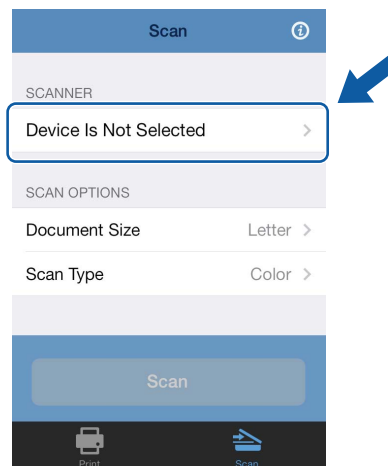 Scan
SCANNER
Device Is Not Selected
SCAN OPTIONS
Document Size Letter
Scan Type Color
Scan
Print Scan